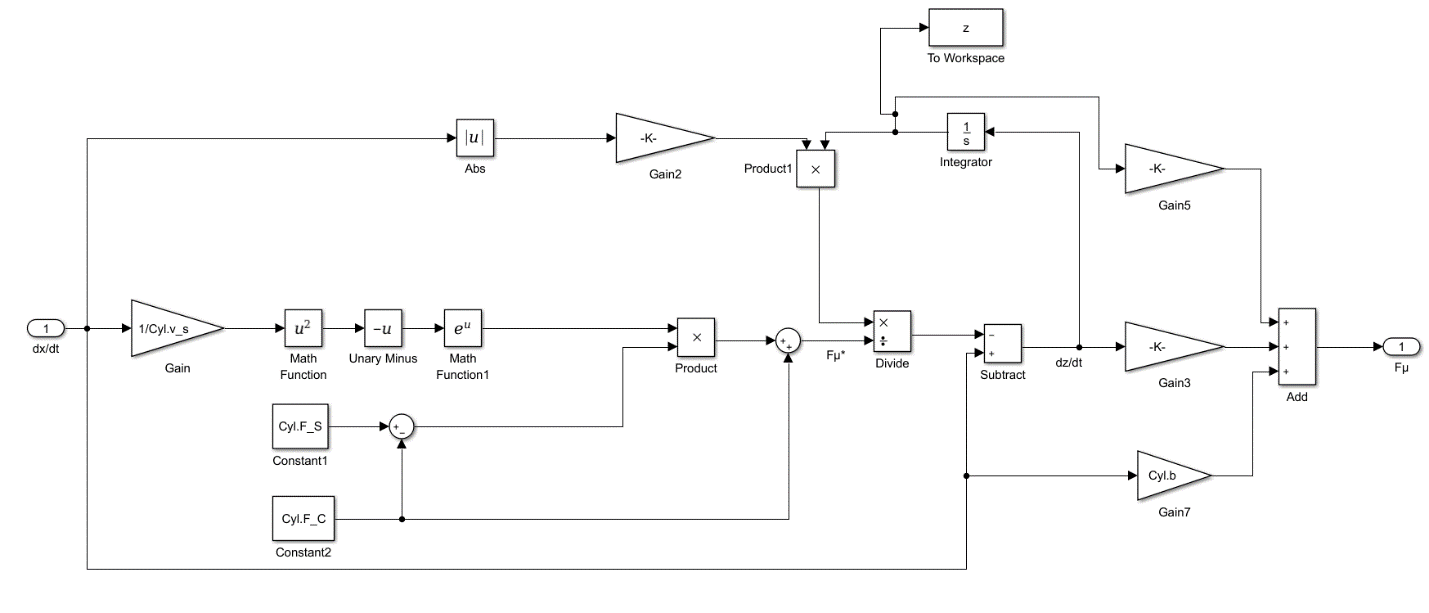 z
To Workspace
|u|
Abs
-K-
Gain2
Product1
×
1
s
Integrator
-K-
Gain5
1
dx/dt
1/Cyl.v_s
Gain
u²
Math
Function
-u
Unary Minus
eᵘ
Math
Function1
×
Product
+
+
Fμ*
×
÷
Divide
-
+
Subtract
dz/dt
-K-
Gain3
+
+
+
Add
1
Fμ
Cyl.F_S
Constant1
+
-
Cyl.F_C
Constant2
Cyl.b
Gain7